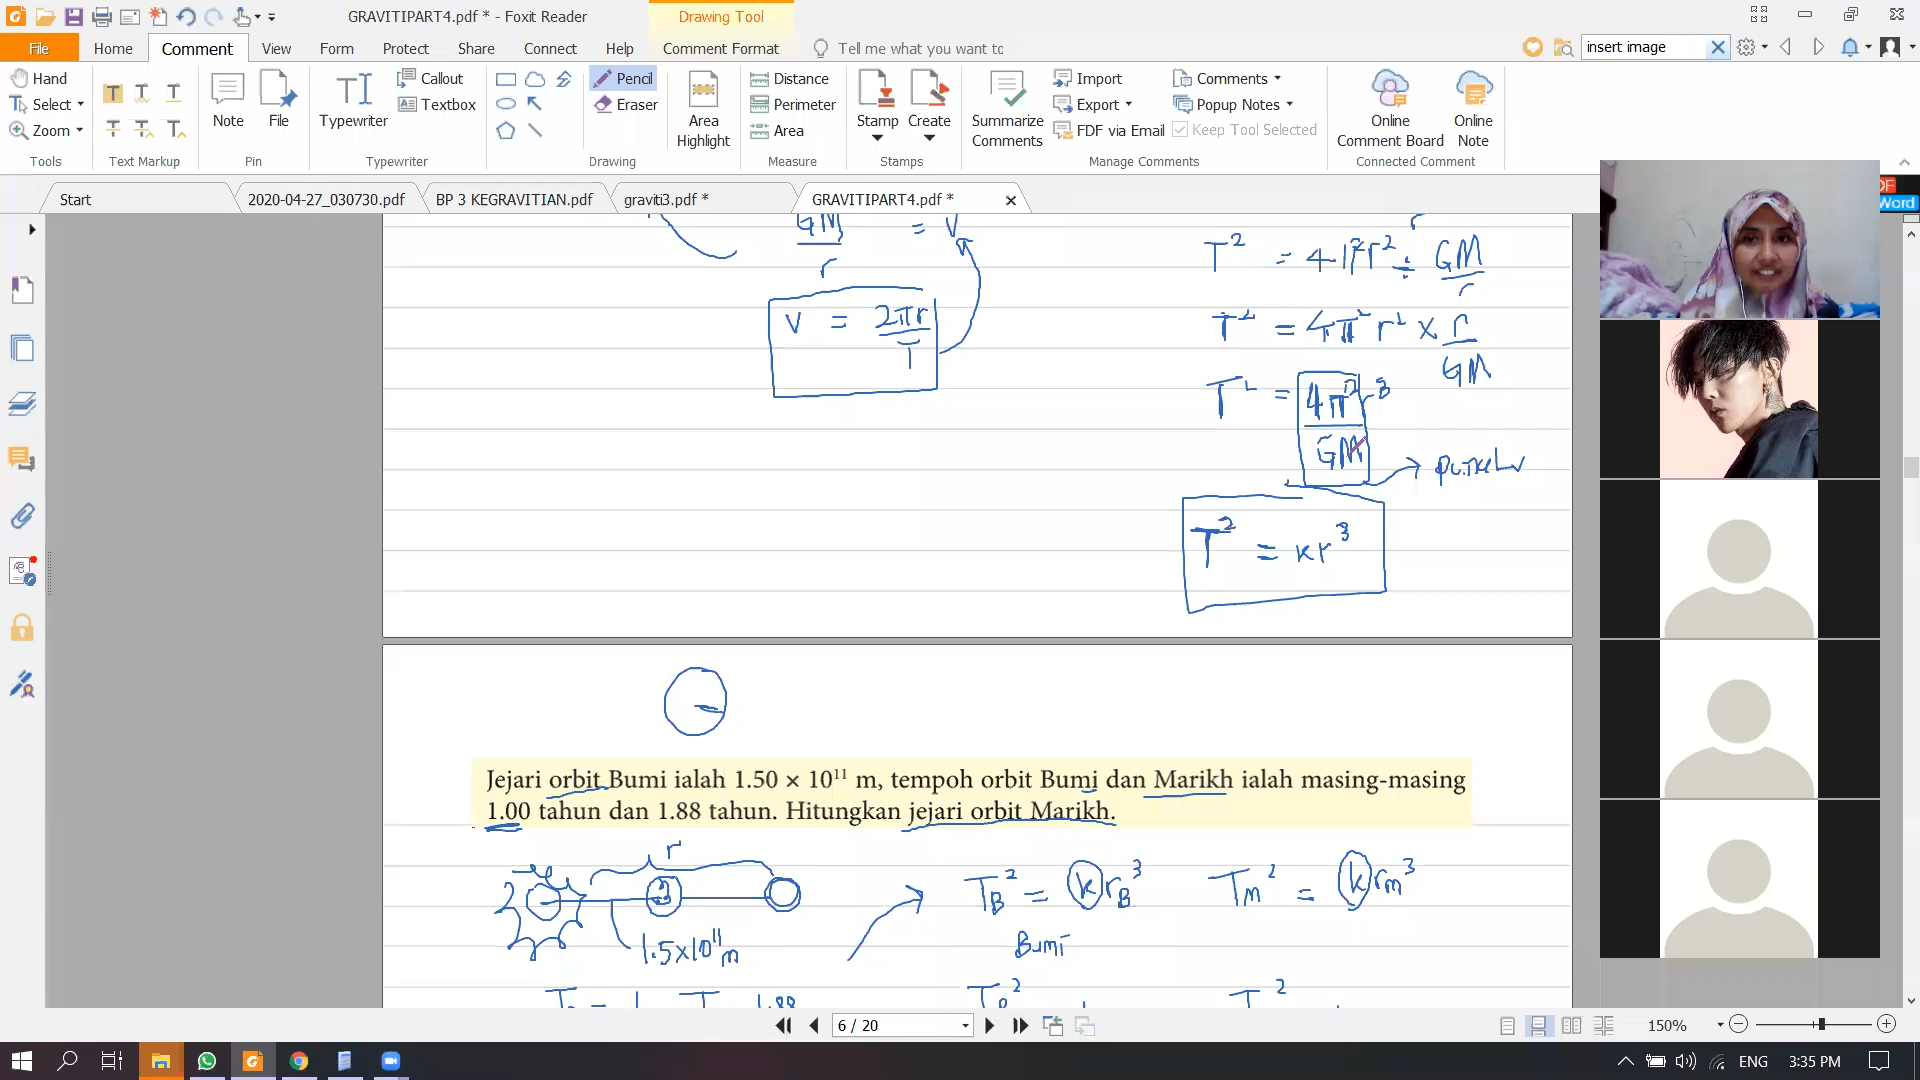 GRAVITIPART4.pdf * - Foxit Reader
Drawing Tool
File Home Comment View Form Protect Share Connect Help Comment Format Tell me what you want to
insert image
Hand
Select
Zoom
Tools
Text Markup
Note
File
Pin
Typewriter
Callout
Textbox
Typewriter
Pencil
Eraser
Drawing
Area Highlight
Distance
Perimeter
Area
Measure
Stamp
Create
Stamps
Summarize Comments
Import
Export
FDF via Email
Comments
Popup Notes
Keep Tool Selected
Manage Comments
Online Comment Board
Online Note
Connected Comment
Start
2020-04-27_030730.pdf
BP 3 KEGRAVITIAN.pdf
graviti3.pdf *
GRAVITIPART4.pdf *
Word
GM/r = V
V = 2πr/T
T² = 4π²r² ÷ GM/r
T² = 4π²r² × r/GM
T² = 4π²r³/GM
T² = kr³
Jejari orbit Bumi ialah 1.50 × 10¹¹ m, tempoh orbit Bumi dan Marikh ialah masing-masing
1.00 tahun dan 1.88 tahun. Hitungkan jejari orbit Marikh.
r
1.5×10¹¹ m
T_B² = k r_B³
T_m² = k r_m³
Bumi
6 / 20
150%
ENG
3:35 PM